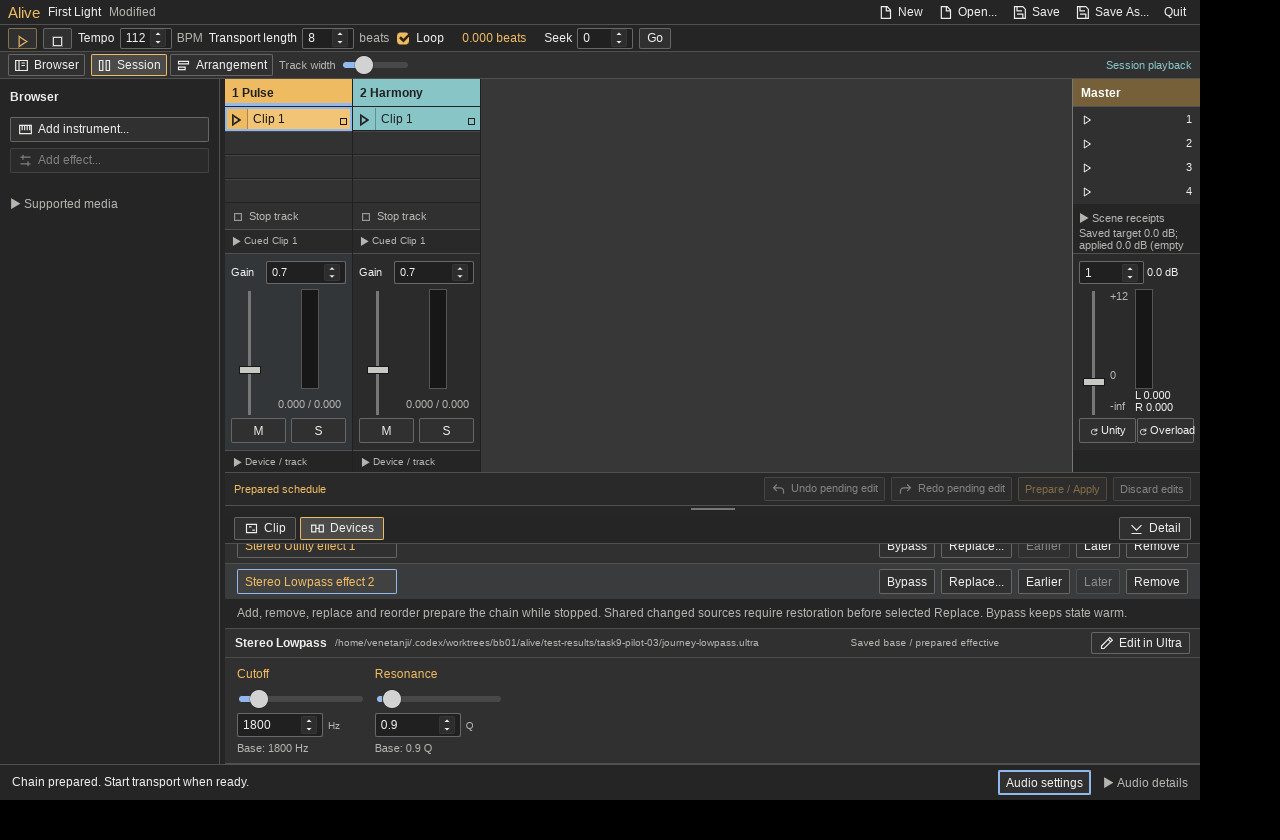 Alive First Light Modified New Open... Save Save As... Quit
Tempo 112 BPM Transport length 8 beats Loop 0.000 beats Seek 0 Go
Browser Session Arrangement Track width Session playback
Browser
Add instrument...
Add effect...
Supported media
1 Pulse 2 Harmony Master
Clip 1 Clip 1 1
2
3
4
Stop track Stop track Scene receipts
Cued Clip 1 Cued Clip 1 Saved target 0.0 dB;
applied 0.0 dB (empty
Gain 0.7 Gain 0.7 1 0.0 dB
+12
0
-inf
0.000 / 0.000 0.000 / 0.000 L 0.000
R 0.000
M S M S Unity Overload
Device / track Device / track
Prepared schedule Undo pending edit Redo pending edit Prepare / Apply Discard edits
Clip Devices Detail
Stereo Utility effect 1 Bypass Replace... Earlier Later Remove
Stereo Lowpass effect 2 Bypass Replace... Earlier Later Remove
Add, remove, replace and reorder prepare the chain while stopped. Shared changed sources require restoration before selected Replace. Bypass keeps state warm.
Stereo Lowpass /home/venetanji/.codex/worktrees/bb01/alive/test-results/task9-pilot-03/journey-lowpass.ultra Saved base / prepared effective Edit in Ultra
Cutoff Resonance
1800 Hz 0.9 Q
Base: 1800 Hz Base: 0.9 Q
Chain prepared. Start transport when ready. Audio settings Audio details